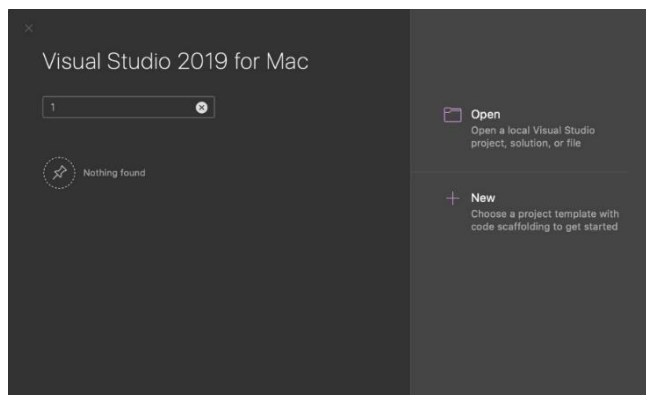 Visual Studio 2019 for Mac
1
Nothing found
Open
Open a local Visual Studio
project, solution, or file
New
Choose a project template with
code scaffolding to get started